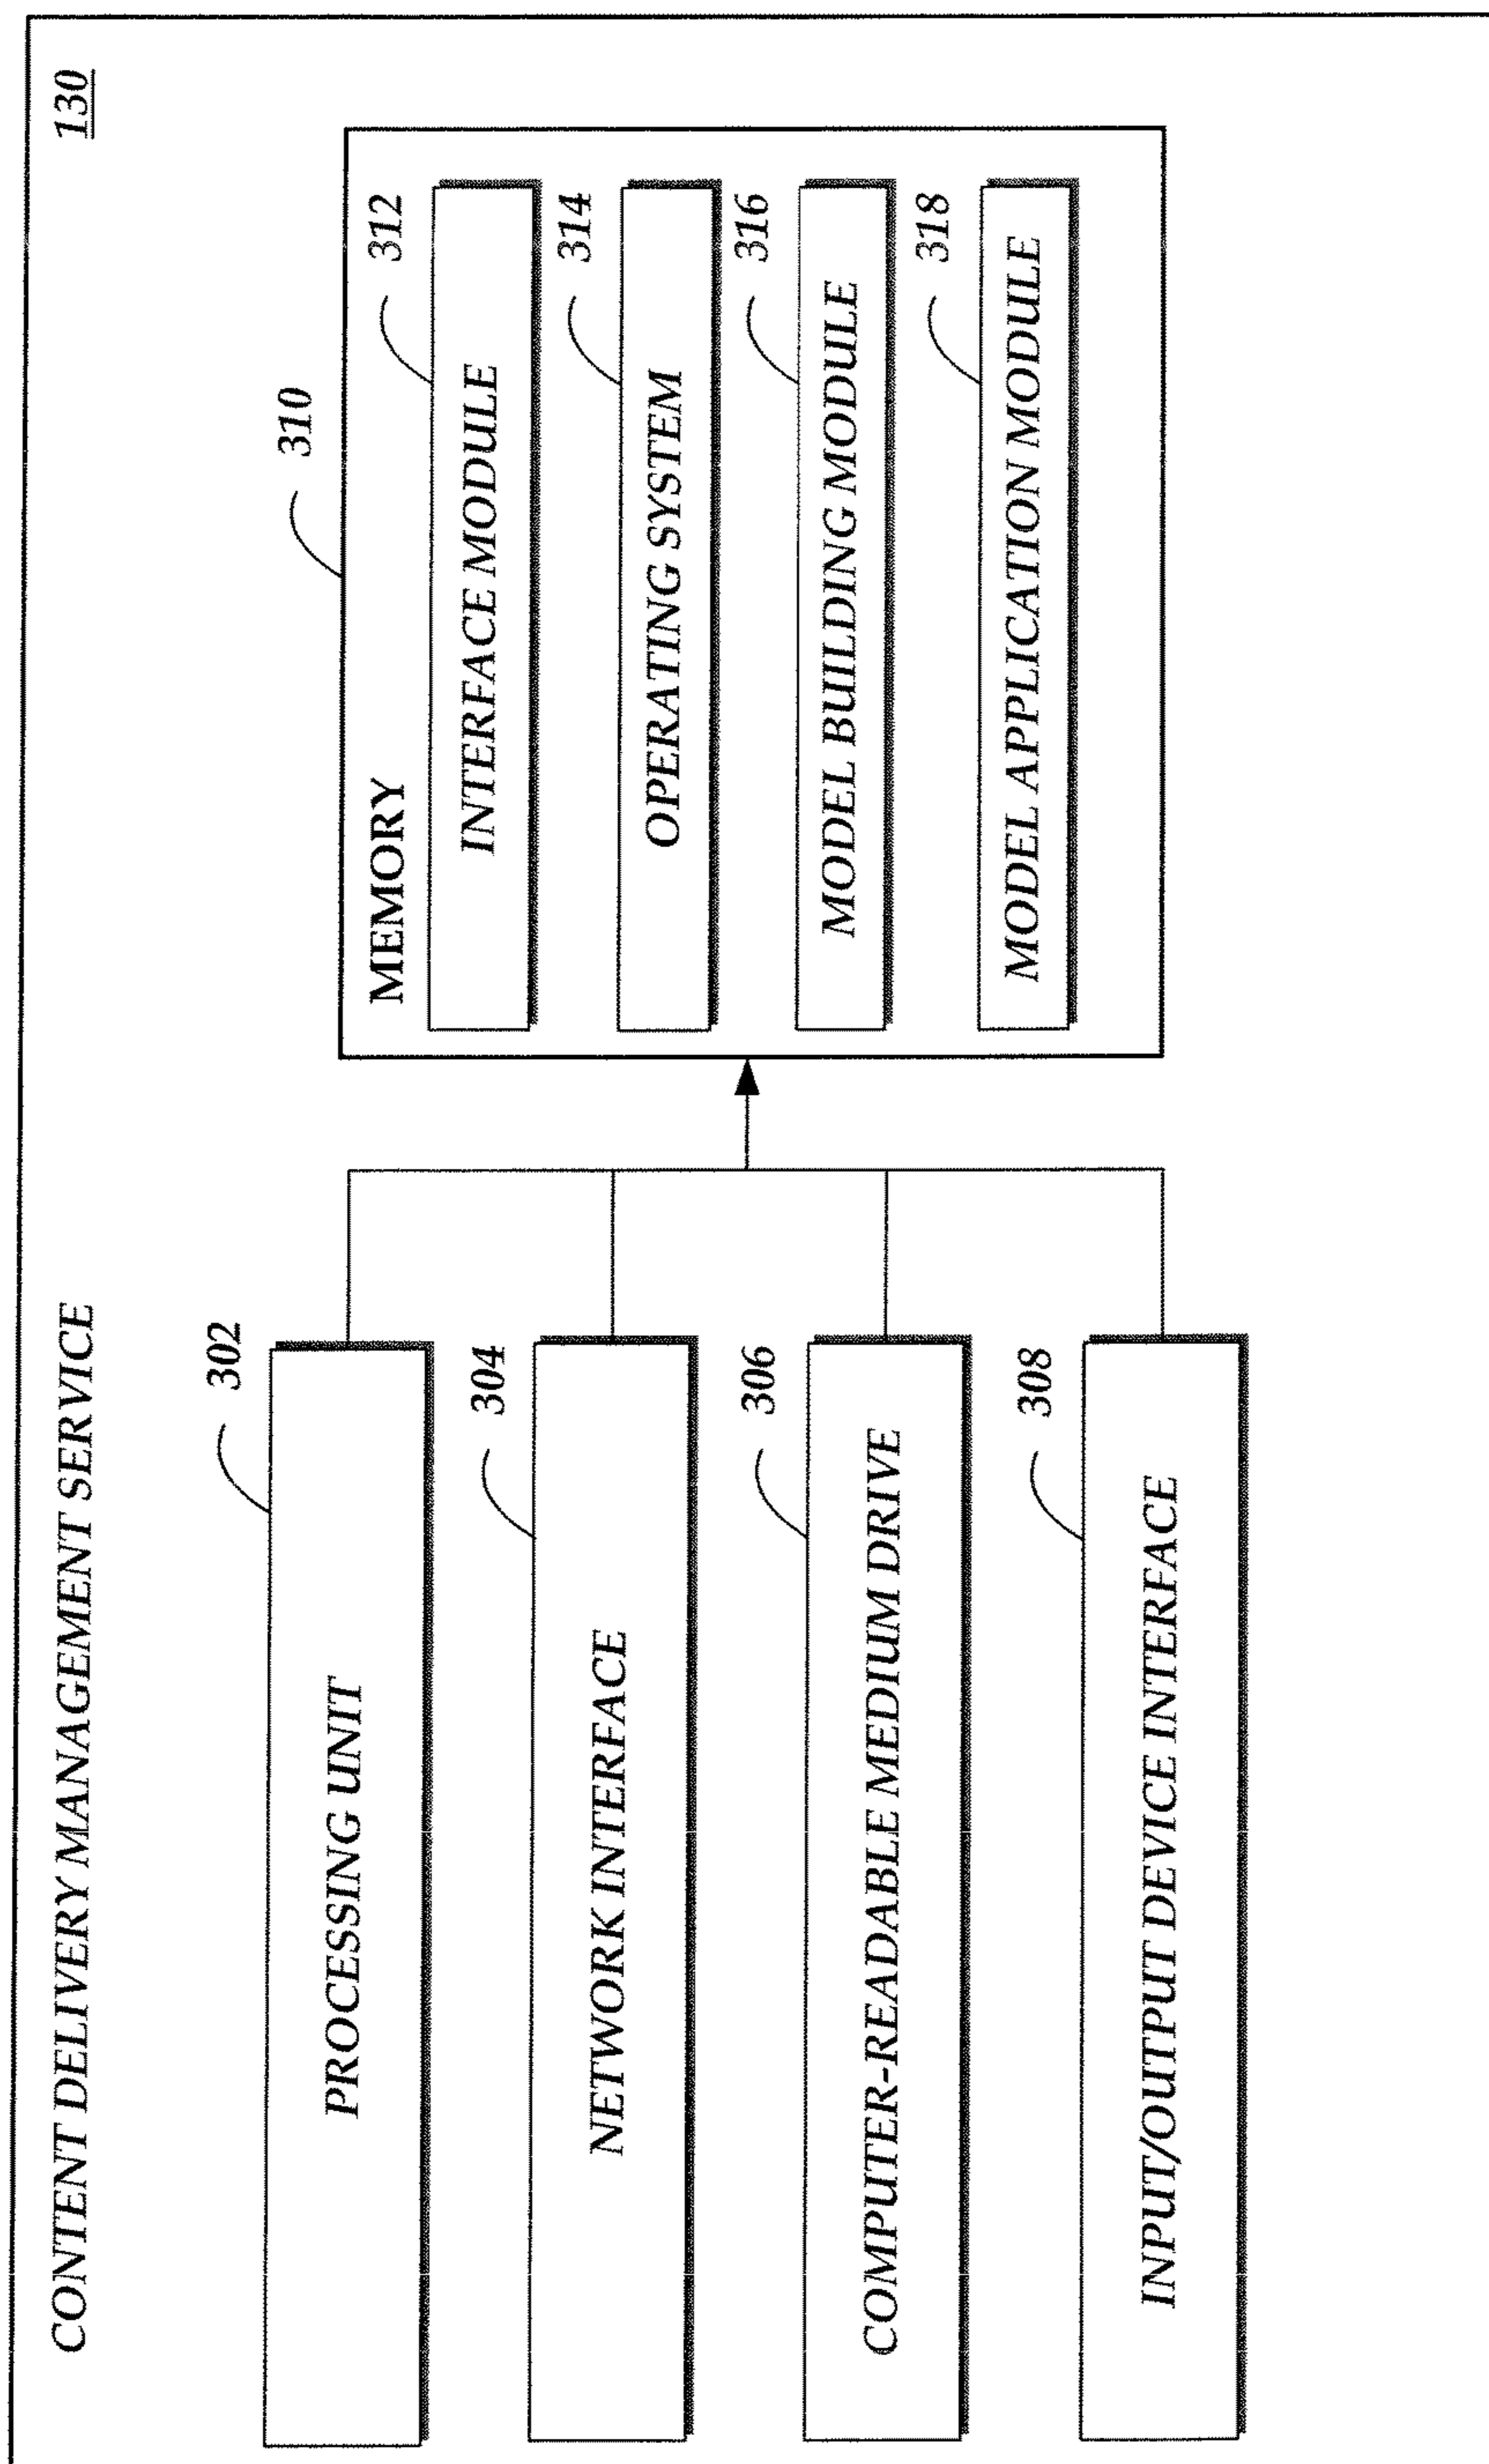 CONTENT DELIVERY MANAGEMENT SERVICE
130
302
PROCESSING UNIT
304
NETWORK INTERFACE
306
COMPUTER-READABLE MEDIUM DRIVE
308
INPUT/OUTPUT DEVICE INTERFACE
310
MEMORY
312
INTERFACE MODULE
314
OPERATING SYSTEM
316
MODEL BUILDING MODULE
318
MODEL APPLICATION MODULE